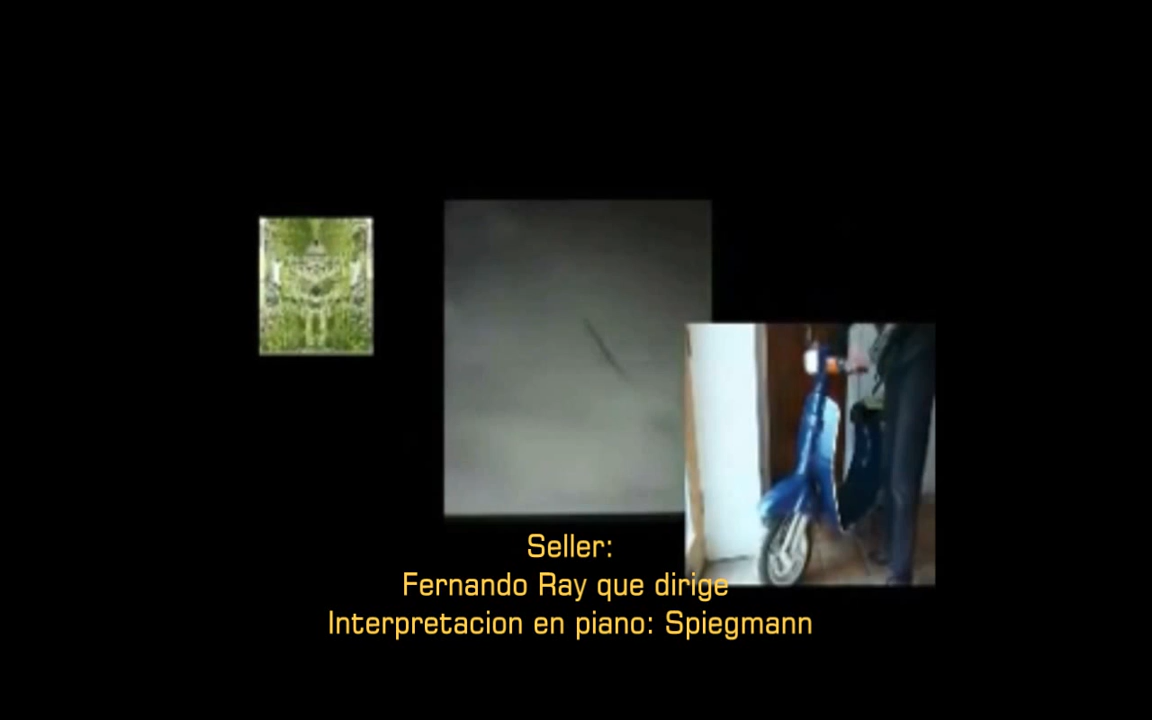 Seller:
Fernando Ray que dirige
Interpretacion en piano: Spiegmann